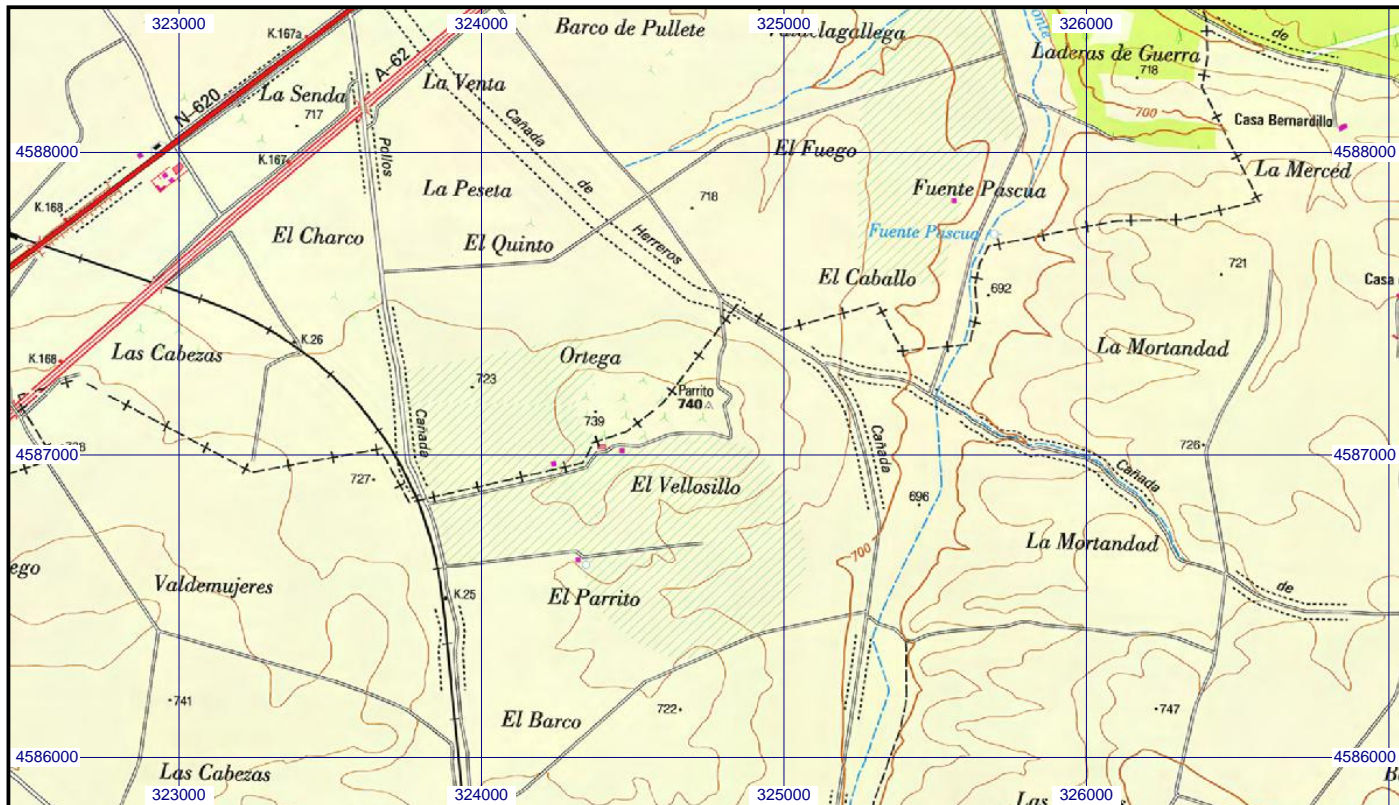 323000 324000 325000 326000
Barco de Pullete
Laderas de Guerra
718
de
K.167a
N-620
A-62
La Senda
717
La Venta
Cañada
de
Herreros
700
Casa Bernardillo
4588000
4588000
Pollos
K.167
El Fuego
La Merced
La Peseta
718
Fuente Pascua
K.168
El Charco
El Quinto
Fuente Pascua
El Caballo
721
692
Casa
K.26
Las Cabezas
K.168
Ortega
La Mortandad
723
Parrito
740
739
Cañada
Cañada
726
4587000
4587000
727
El Vellosillo
Cañada
696
La Mortandad
700
ego
Valdemujeres
K.25
El Parrito
de
741
El Barco
722
747
4586000
4586000
Las Cabezas
Las
323000 324000 325000 326000